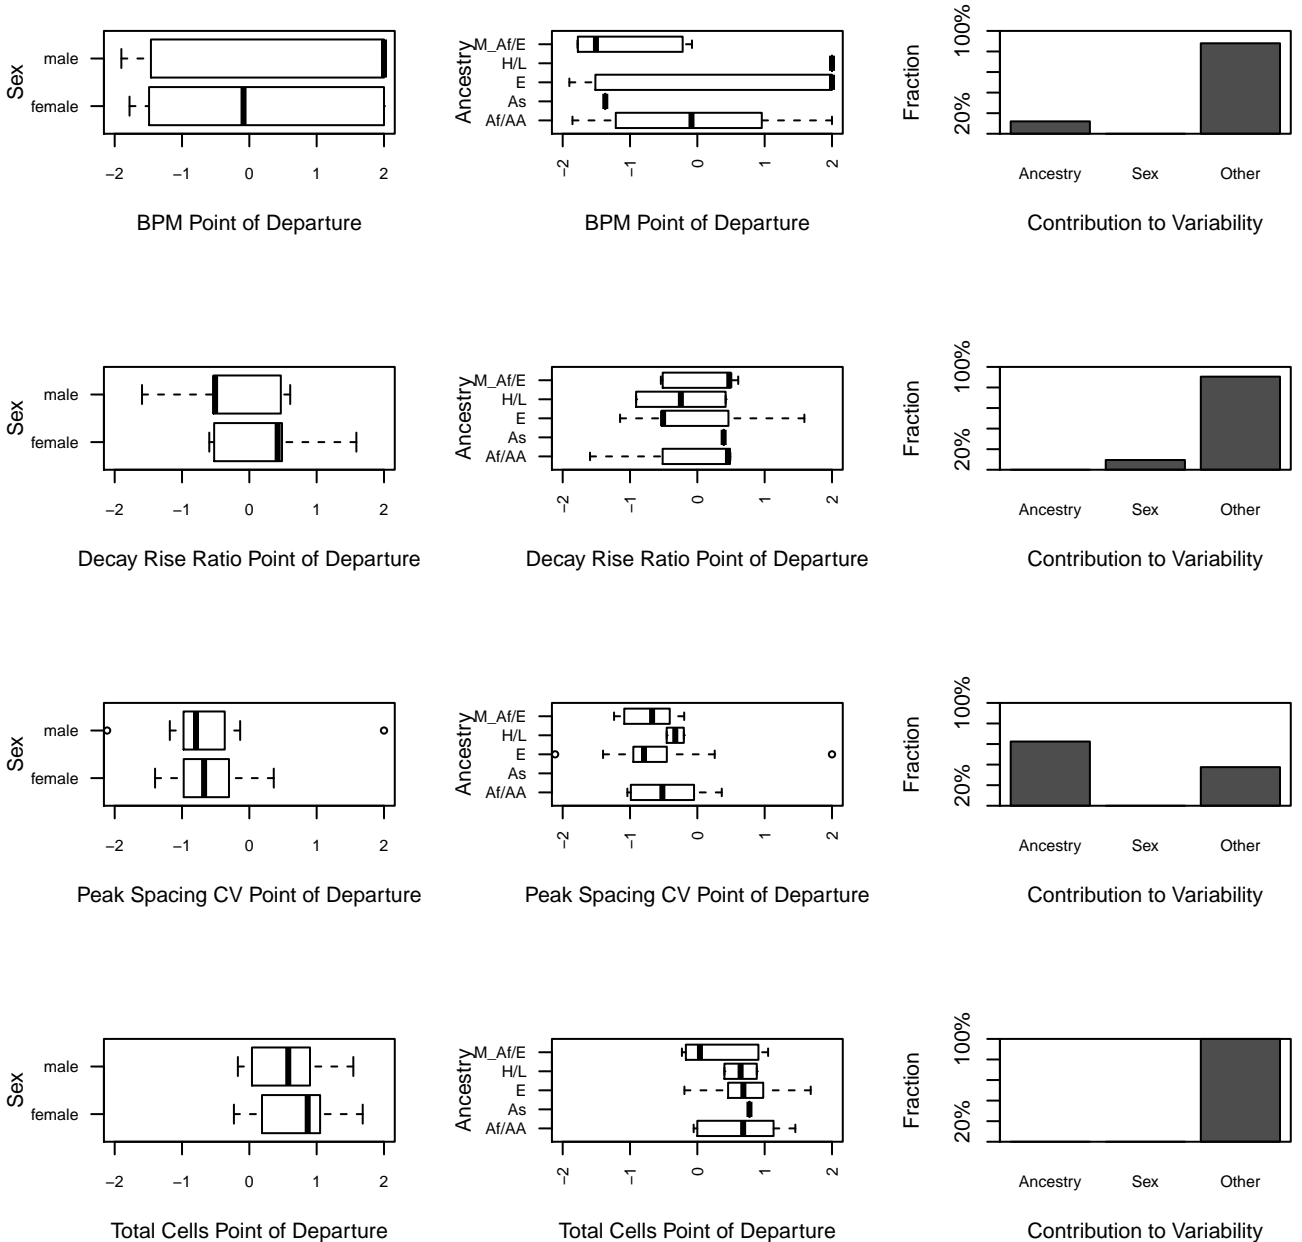 Sex
male
female
−2 −1 0 1 2
BPM Point of Departure
Ancestry
M_Af/E
H/L
E
As
Af/AA
−2 −1 0 1 2
BPM Point of Departure
Fraction
100%
20%
Ancestry Sex Other
Contribution to Variability
Sex
male
female
−2 −1 0 1 2
Decay Rise Ratio Point of Departure
Ancestry
M_Af/E
H/L
E
As
Af/AA
−2 −1 0 1 2
Decay Rise Ratio Point of Departure
Fraction
100%
20%
Ancestry Sex Other
Contribution to Variability
Sex
male
female
−2 −1 0 1 2
Peak Spacing CV Point of Departure
Ancestry
M_Af/E
H/L
E
As
Af/AA
−2 −1 0 1 2
Peak Spacing CV Point of Departure
Fraction
100%
20%
Ancestry Sex Other
Contribution to Variability
Sex
male
female
−2 −1 0 1 2
Total Cells Point of Departure
Ancestry
M_Af/E
H/L
E
As
Af/AA
−2 −1 0 1 2
Total Cells Point of Departure
Fraction
100%
20%
Ancestry Sex Other
Contribution to Variability